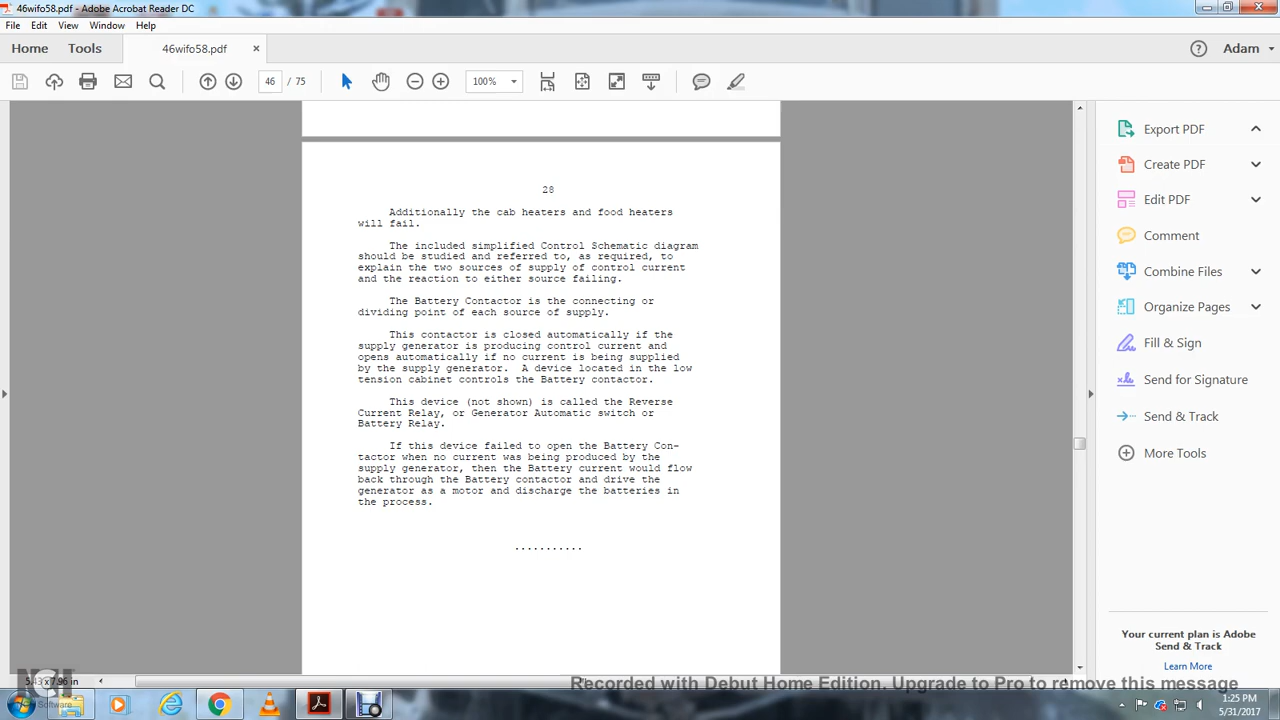 46wifo58.pdf - Adobe Acrobat Reader DC
File Edit View Window Help
Home Tools 46wifo58.pdf × Adam
46 / 75 100%
28
Additionally the cab heaters and food heaters
will fail.
The included simplified Control Schematic diagram
should be studied and referred to, as required, to
explain the two sources of supply of control current
and the reaction to either source failing.
The Battery Contactor is the connecting or
dividing point of each source of supply.
This contactor is closed automatically if the
supply generator is producing control current and
opens automatically if no current is being supplied
by the supply generator. A device located in the low
tension cabinet controls the Battery contactor.
This device (not shown) is called the Reverse
Current Relay, or Generator Automatic switch or
Battery Relay.
If this device failed to open the Battery Con-
tactor when no current was being produced by the
supply generator, then the Battery current would flow
back through the Battery contactor and drive the
generator as a motor and discharge the batteries in
the process.
...........
Export PDF
Create PDF
Edit PDF
Comment
Combine Files
Organize Pages
Fill & Sign
Send for Signature
Send & Track
More Tools
Your current plan is Adobe
Send & Track
Learn More
5.43 x 7.96 in
Recorded with Debut Home Edition. Upgrade to Pro to remove this message
1:25 PM
5/31/2017